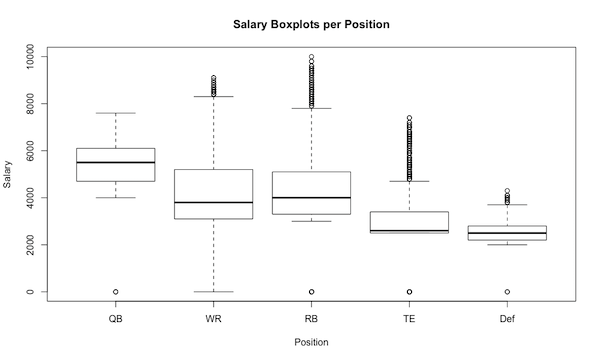 Salary Boxplots per Position
10000
8000
6000
4000
2000
0
Salary
QB WR RB TE Def
Position